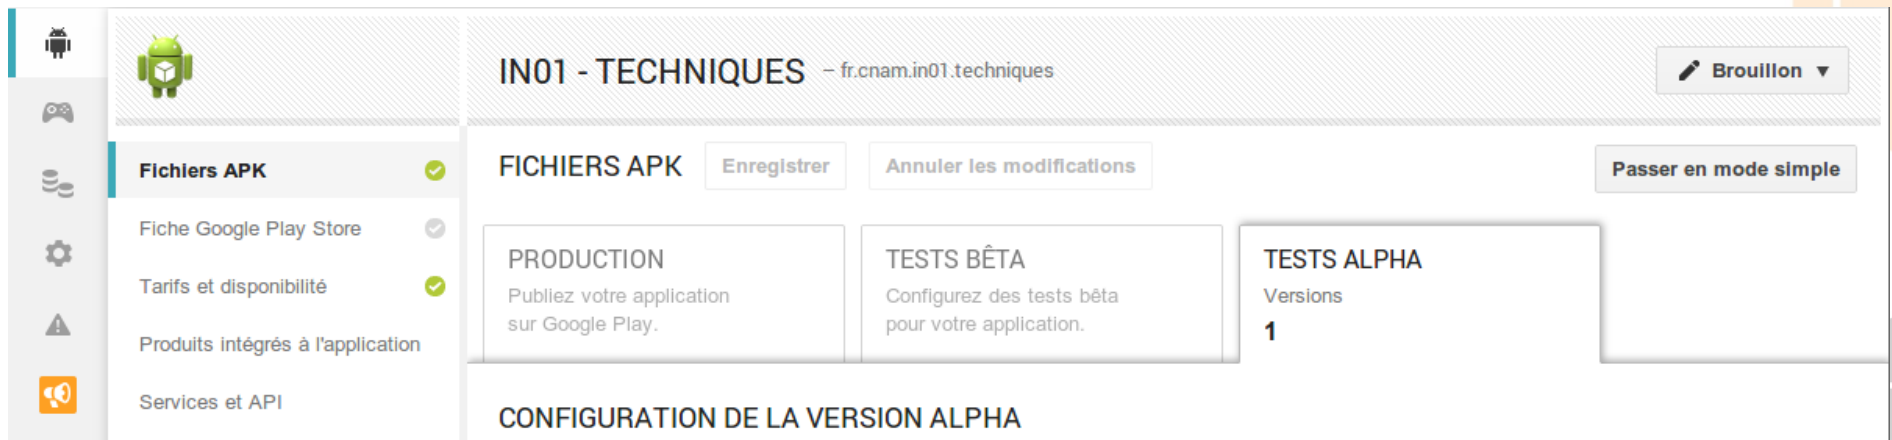 IN01 - TECHNIQUES – fr.cnam.in01.techniques
Brouillon
Fichiers APK
Fiche Google Play Store
Tarifs et disponibilité
Produits intégrés à l'application
Services et API
FICHIERS APK
Enregistrer
Annuler les modifications
Passer en mode simple
PRODUCTION
Publiez votre application
sur Google Play.
TESTS BÊTA
Configurez des tests bêta
pour votre application.
TESTS ALPHA
Versions
1
CONFIGURATION DE LA VERSION ALPHA